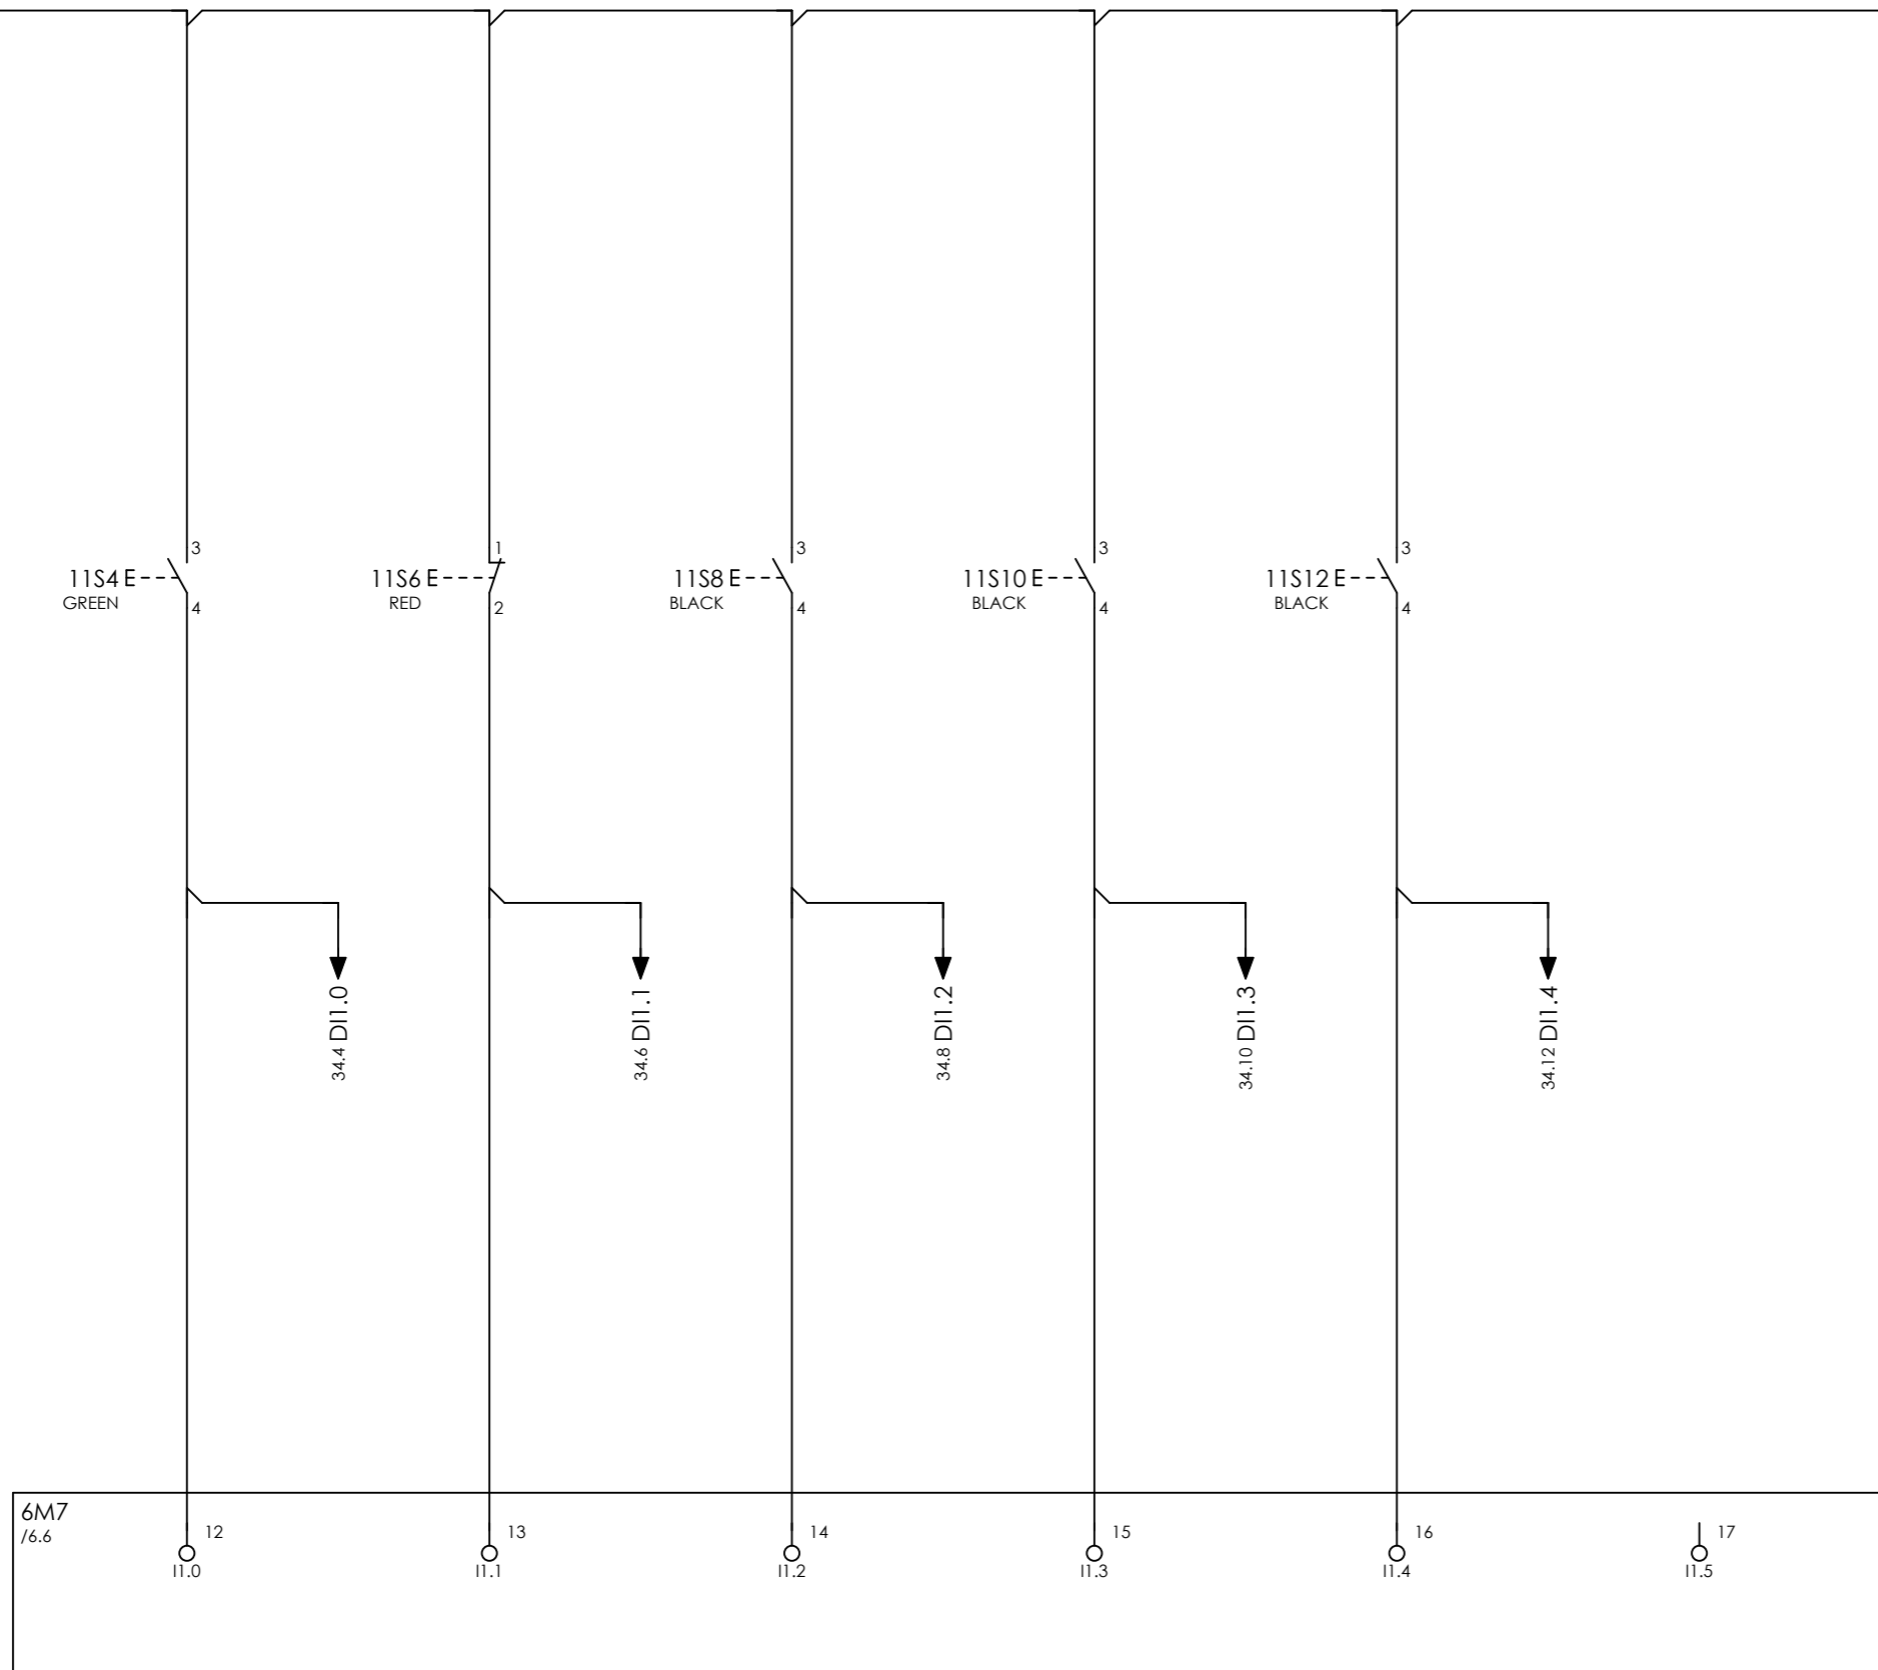 3
1
3
3
3
11S4 E
11S6 E
11S8 E
11S10 E
11S12 E
GREEN
RED
BLACK
BLACK
BLACK
4
2
4
4
4
34.4 DI1.0
34.6 DI1.1
34.8 DI1.2
34.10 DI1.3
34.12 DI1.4
6M7
/6.6
12
13
14
15
16
17
I1.0
I1.1
I1.2
I1.3
I1.4
I1.5